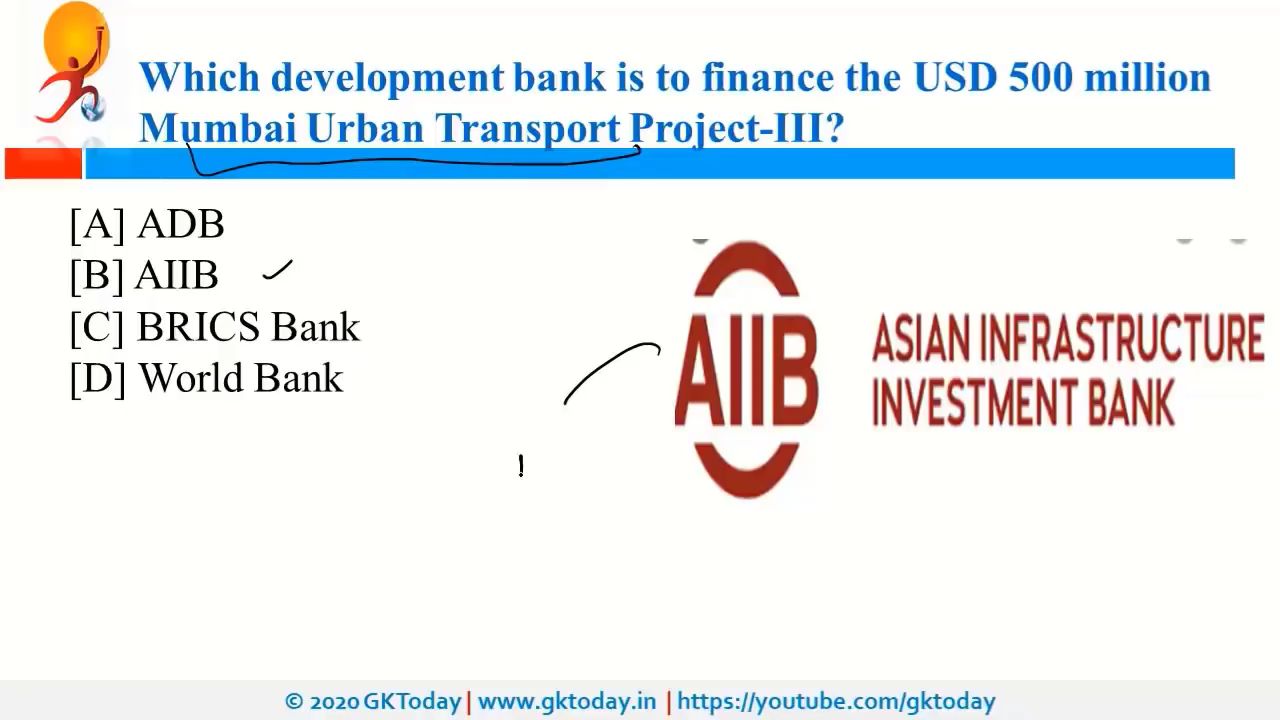 Which development bank is to finance the USD 500 million
Mumbai Urban Transport Project-III?
[A] ADB
[B] AIIB
[C] BRICS Bank
[D] World Bank
AIIB
ASIAN INFRASTRUCTURE
INVESTMENT BANK
© 2020 GKToday | www.gktoday.in | https://youtube.com/gktoday